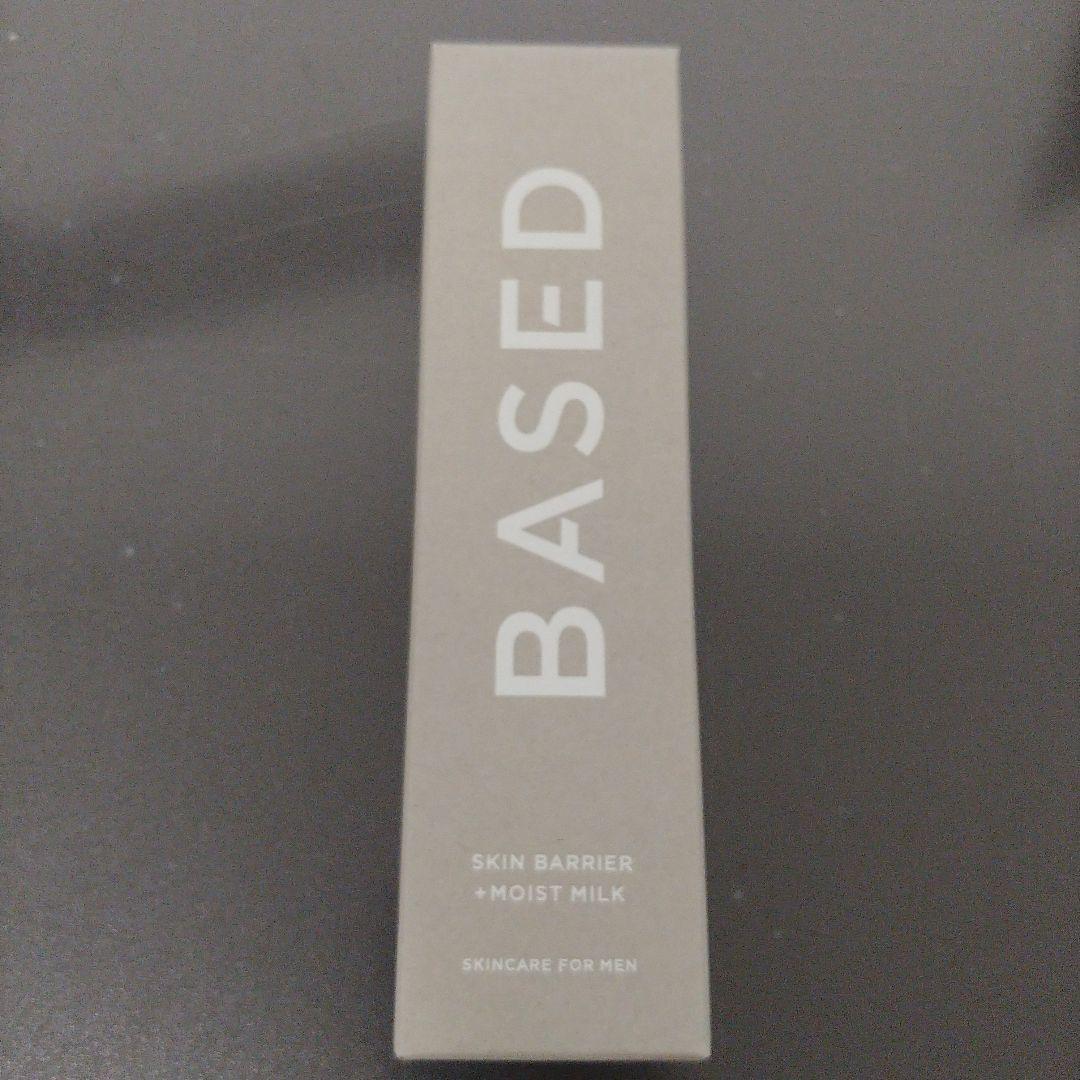 BASED
SKIN BARRIER
+MOIST MILK
SKINCARE FOR MEN